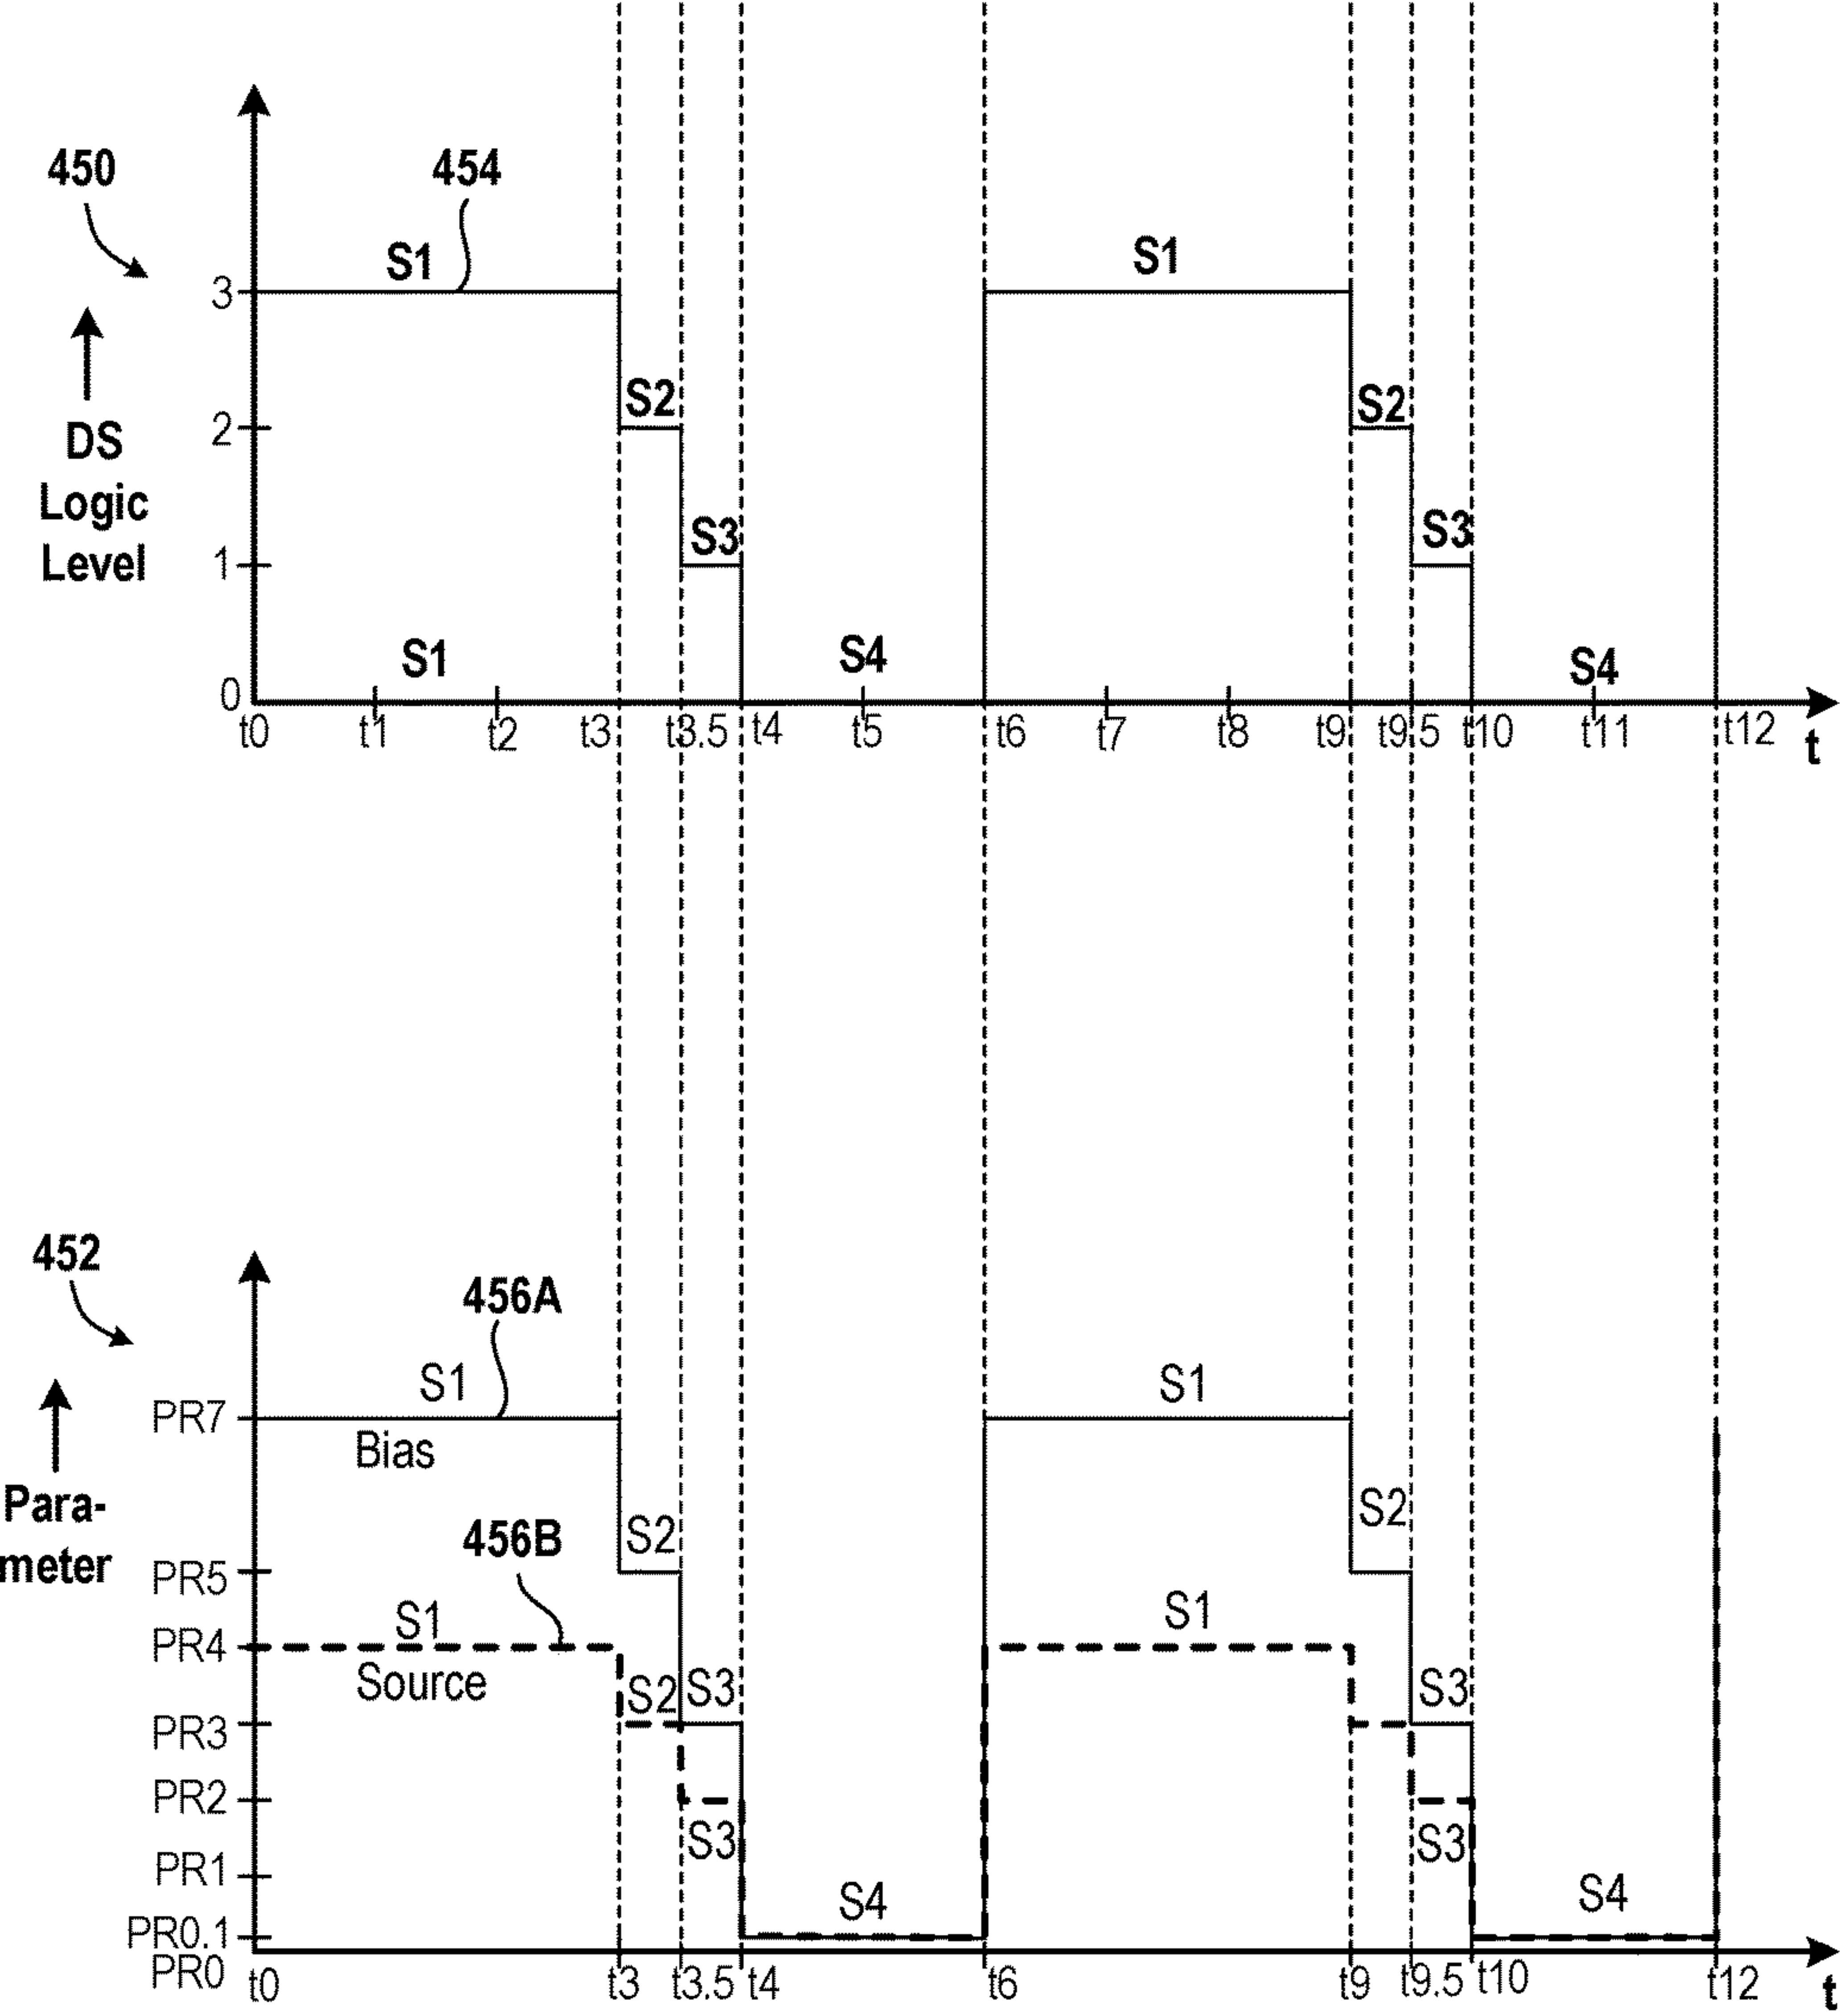 450
454
S1
S1
3
S2
S2
2
DS
Logic
Level
S3
S3
1
S1
S4
S4
0
t0
t1
t2
t3
t3.5
t4
t5
t6
t7
t8
t9
t9.5
t10
t11
t12
t
452
456A
S1
S1
PR7
Bias
Para-
meter
S2
S2
456B
PR5
S1
S1
PR4
Source
S2
S3
S3
PR3
PR2
S3
S3
PR1
S4
S4
PR0.1
PR0
t0
t3
t3.5
t4
t6
t9
t9.5
t10
t12
t